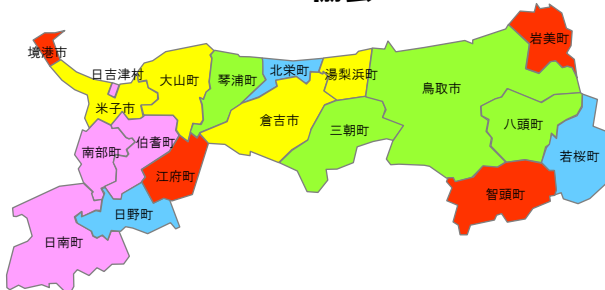 境港市
日吉津村
米子市
大山町
琴浦町
北栄町
湯梨浜町
岩美町
鳥取市
倉吉市
三朝町
八頭町
若桜町
南部町
伯耆町
江府町
智頭町
日野町
日南町